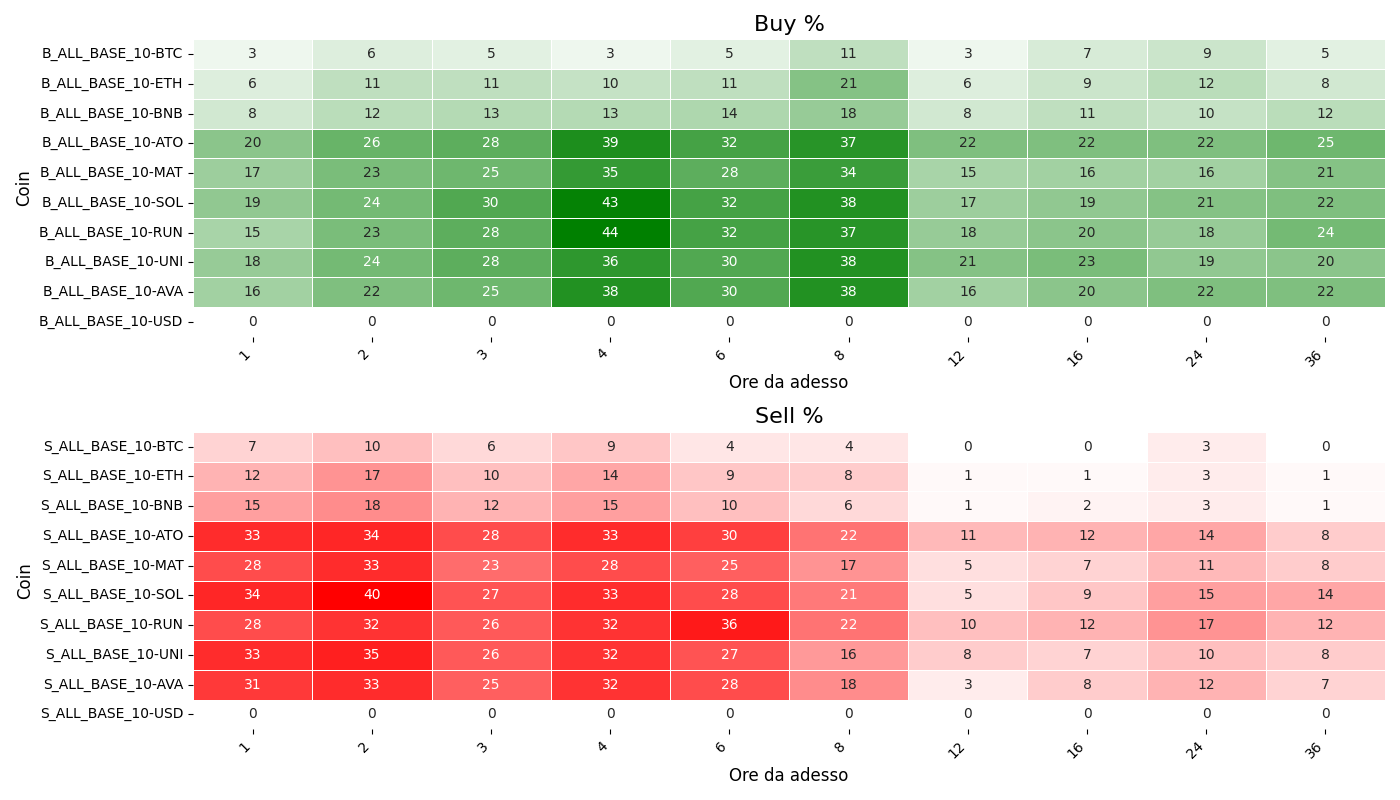 Buy %
Coin
B_ALL_BASE_10-BTC 3 6 5 3 5 11 3 7 9 5
B_ALL_BASE_10-ETH 6 11 11 10 11 21 6 9 12 8
B_ALL_BASE_10-BNB 8 12 13 13 14 18 8 11 10 12
B_ALL_BASE_10-ATO 20 26 28 39 32 37 22 22 22 25
B_ALL_BASE_10-MAT 17 23 25 35 28 34 15 16 16 21
B_ALL_BASE_10-SOL 19 24 30 43 32 38 17 19 21 22
B_ALL_BASE_10-RUN 15 23 28 44 32 37 18 20 18 24
B_ALL_BASE_10-UNI 18 24 28 36 30 38 21 23 19 20
B_ALL_BASE_10-AVA 16 22 25 38 30 38 16 20 22 22
B_ALL_BASE_10-USD 0 0 0 0 0 0 0 0 0 0
1 2 3 4 6 8 12 16 24 36
Ore da adesso
Sell %
Coin
S_ALL_BASE_10-BTC 7 10 6 9 4 4 0 0 3 0
S_ALL_BASE_10-ETH 12 17 10 14 9 8 1 1 3 1
S_ALL_BASE_10-BNB 15 18 12 15 10 6 1 2 3 1
S_ALL_BASE_10-ATO 33 34 28 33 30 22 11 12 14 8
S_ALL_BASE_10-MAT 28 33 23 28 25 17 5 7 11 8
S_ALL_BASE_10-SOL 34 40 27 33 28 21 5 9 15 14
S_ALL_BASE_10-RUN 28 32 26 32 36 22 10 12 17 12
S_ALL_BASE_10-UNI 33 35 26 32 27 16 8 7 10 8
S_ALL_BASE_10-AVA 31 33 25 32 28 18 3 8 12 7
S_ALL_BASE_10-USD 0 0 0 0 0 0 0 0 0 0
1 2 3 4 6 8 12 16 24 36
Ore da adesso